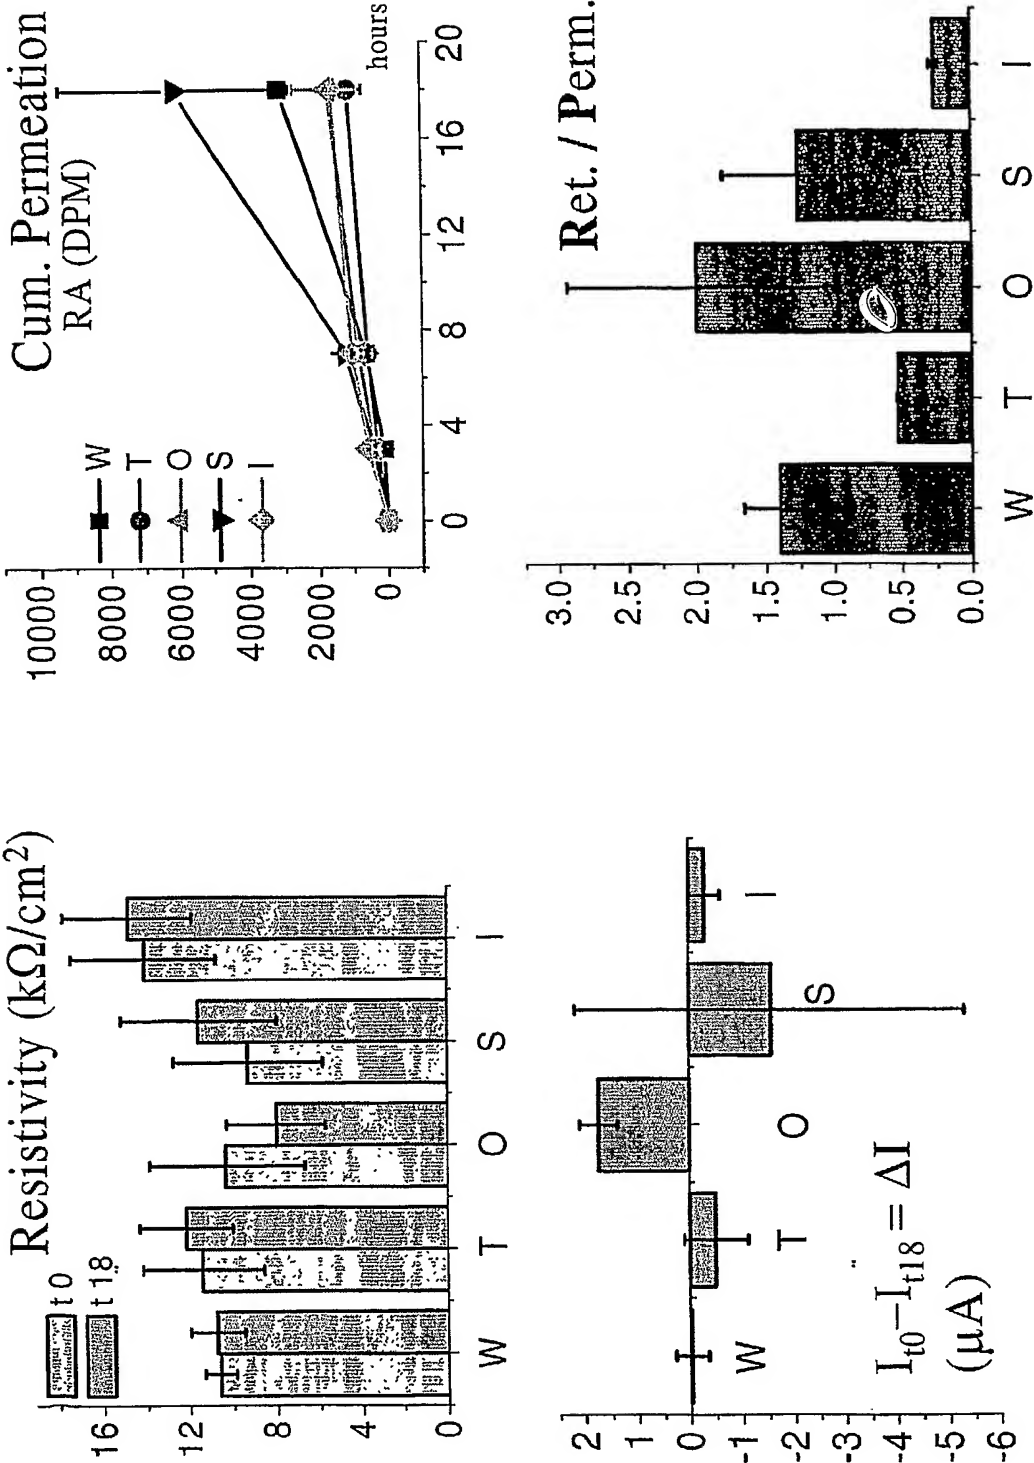 Resistivity (kΩ/cm²)
t 0
t 18
16
12
8
4
0
W
T
O
S
I
Cum. Permeation
RA (DPM)
W
T
O
S
I
10000
8000
6000
4000
2000
0
0
4
8
12
16
20
hours
2
1
0
-1
-2
-3
-4
-5
-6
W
T
O
S
I
I t0 – I t18 = ΔI
(µA)
Ret. / Perm.
3.0
2.5
2.0
1.5
1.0
0.5
0.0
W
T
O
S
I